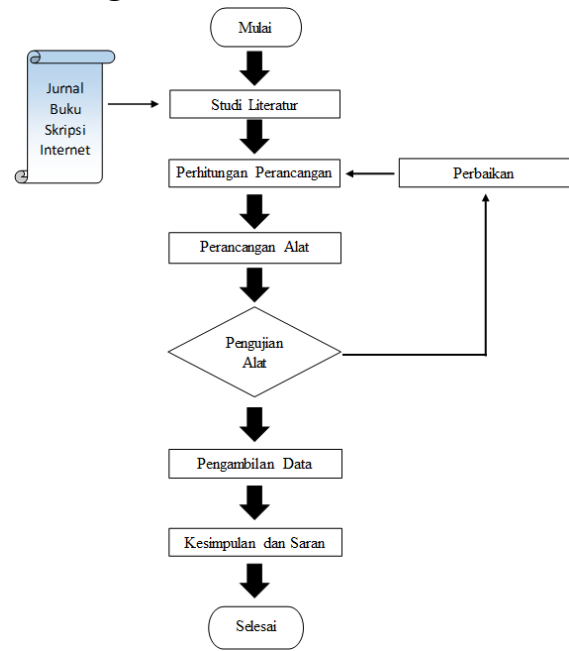 Mulai
Jurnal
Buku
Skripsi
Internet
Studi Literatur
Perhitungan Perancangan
Perbaikan
Perancangan Alat
Pengujian
Alat
Pengambilan Data
Kesimpulan dan Saran
Selesai